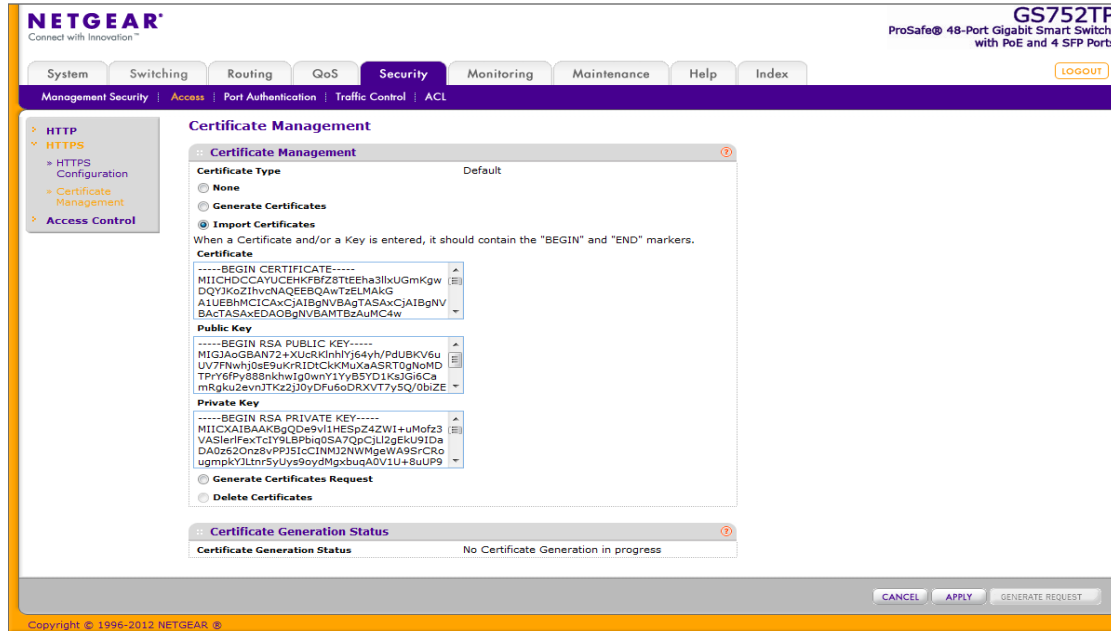 NETGEAR®
Connect with Innovation™
GS752TP
ProSafe® 48-Port Gigabit Smart Switch
with PoE and 4 SFP Ports
System Switching Routing QoS Security Monitoring Maintenance Help Index
LOGOUT
Management Security Access Port Authentication Traffic Control ACL
HTTP
HTTPS
» HTTPS
Configuration
» Certificate
Management
Access Control
Certificate Management
Certificate Management
Certificate Type Default
None
Generate Certificates
Import Certificates
When a Certificate and/or a Key is entered, it should contain the "BEGIN" and "END" markers.
Certificate
-----BEGIN CERTIFICATE-----
MIICHDCCAYUCEHKFBfZ8TtEEha3llxUGmKgw
DQYJKoZIhvcNAQEEBQAwTzELMAkG
A1UEBhMCICAxCjAIBgNVBAgTASAxCjAIBgNV
BAcTASAxEDAOBgNVBAMTBzAuMC4w
Public Key
-----BEGIN RSA PUBLIC KEY-----
MIGJAoGBAN72+XUcRKlnhlYj64yh/PdUBKV6u
UV7FNwhj0sE9uKrRIDtCkKMuXaASRT0gNoMD
TPrY6fPy888nkhwIg0wnY1YyB5YD1KsJGi6Ca
mRgku2evnJTKz2jJ0yDFu6oDRXVT7y5Q/0biZE
Private Key
-----BEGIN RSA PRIVATE KEY-----
MIICXAIBAAKBgQDe9vl1HESpZ4ZWI+uMofz3
VASlerlFexTcIY9LBPbiq0SA7QpCjLl2gEkU9IDa
DA0z62Onz8vPPJ5IcCINMJ2NWMgeWA9SrCRo
ugmpkYJLtnr5yUys9oydMgxbuqA0V1U+8uUP9
Generate Certificates Request
Delete Certificates
Certificate Generation Status
Certificate Generation Status No Certificate Generation in progress
CANCEL APPLY GENERATE REQUEST
Copyright © 1996-2012 NETGEAR ®